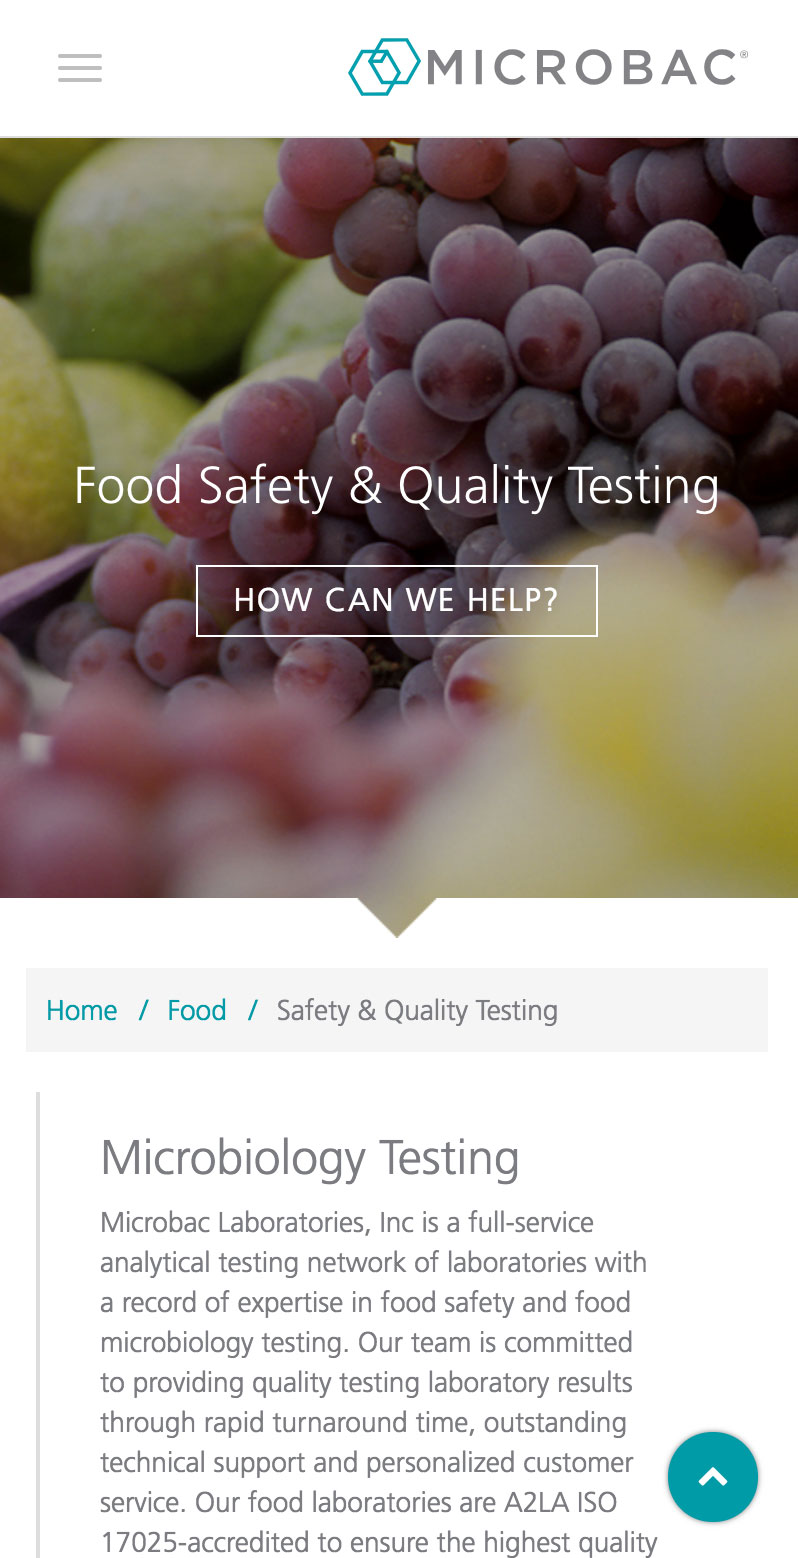 MICROBAC®
Food Safety & Quality Testing
HOW CAN WE HELP?
Home / Food / Safety & Quality Testing
Microbiology Testing
Microbac Laboratories, Inc is a full-service
analytical testing network of laboratories with
a record of expertise in food safety and food
microbiology testing. Our team is committed
to providing quality testing laboratory results
through rapid turnaround time, outstanding
technical support and personalized customer
service. Our food laboratories are A2LA ISO
17025-accredited to ensure the highest quality